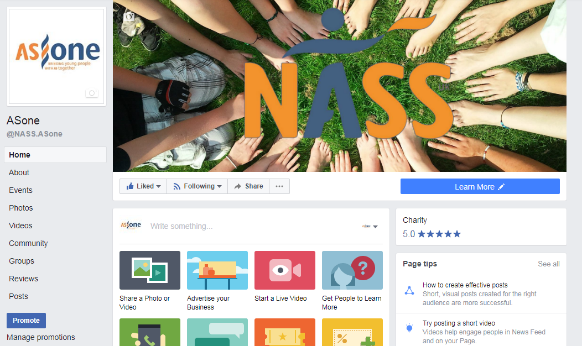 ASone
ASone
@NASS.ASone
Home
About
Events
Photos
Videos
Community
Groups
Reviews
Posts
Promote
Manage promotions
NASS
Liked
Following
Share
Learn More
ASone
Write something...
Share a Photo or
Video
Advertise your
Business
Start a Live Video
Get People to Learn
More
Charity
5.0
Page tips
See all
How to create effective posts
Short, visual posts created for the right
audience are more successful.
Try posting a short video
Videos help engage people in News Feed
and on your Page.